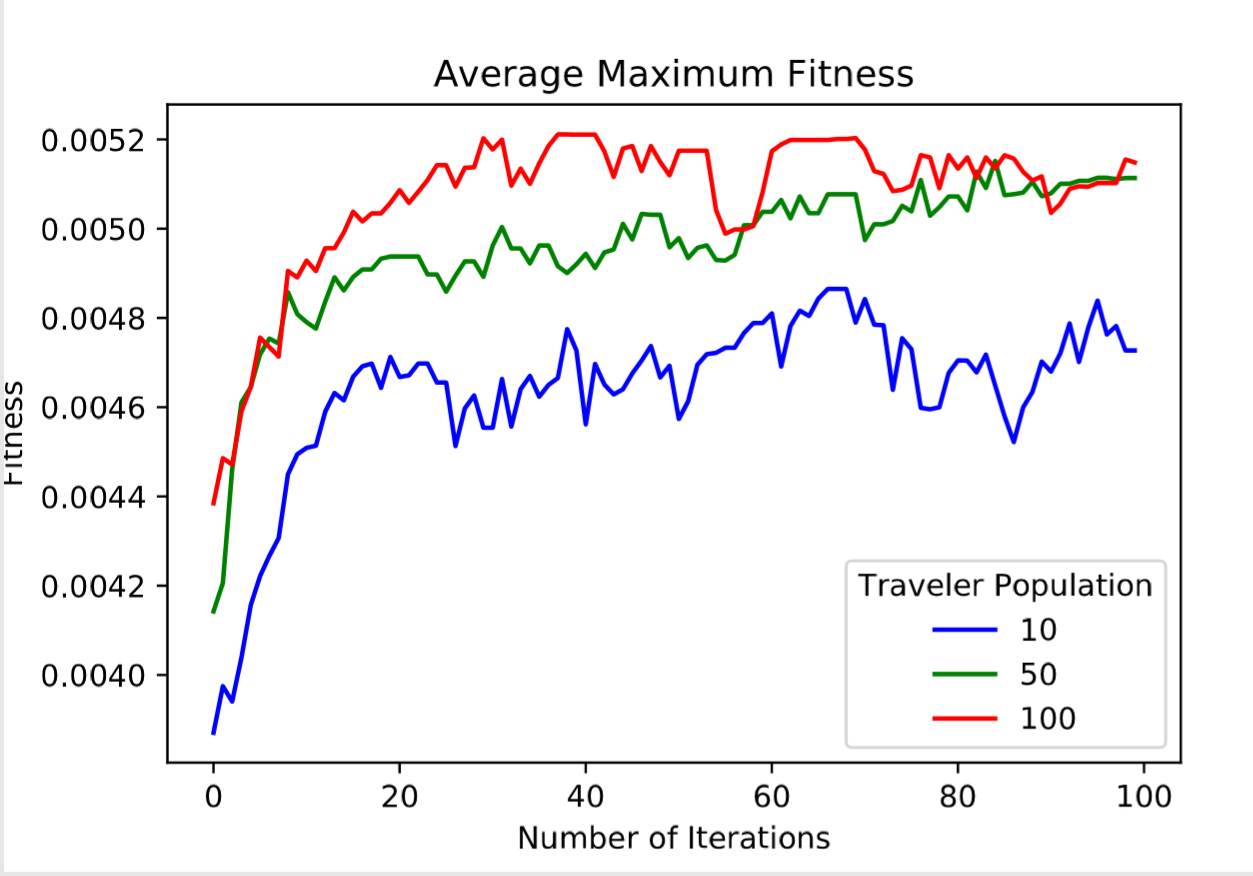 Average Maximum Fitness
0.0052
0.0050
0.0048
0.0046
0.0044
0.0042
0.0040
Fitness
0 20 40 60 80 100
Number of Iterations
Traveler Population
10
50
100